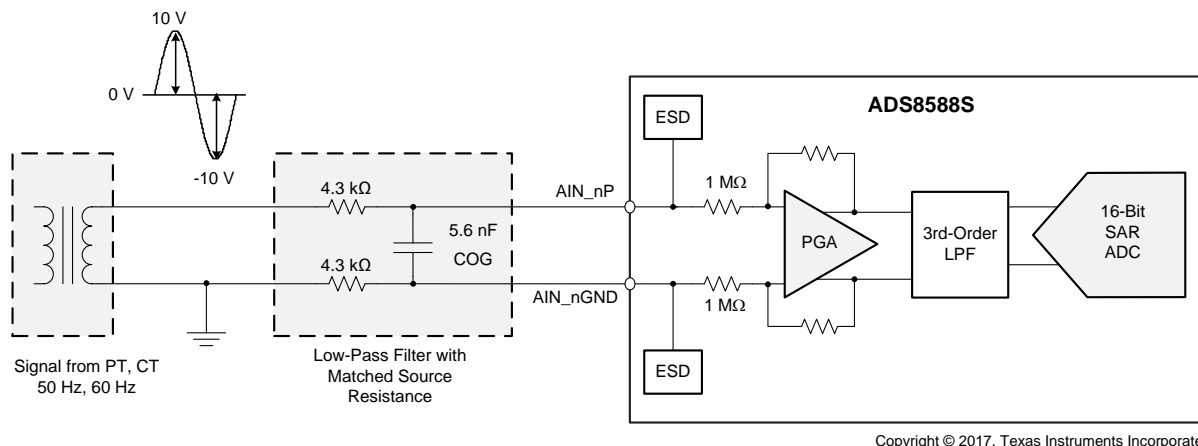 10 V
0 V
-10 V
Signal from PT, CT
50 Hz, 60 Hz
4.3 kΩ
4.3 kΩ
5.6 nF
COG
Low-Pass Filter with
Matched Source
Resistance
AIN_nP
AIN_nGND
ADS8588S
ESD
1 MΩ
PGA
1 MΩ
ESD
3rd-Order
LPF
16-Bit
SAR
ADC
Copyright © 2017, Texas Instruments Incorporate